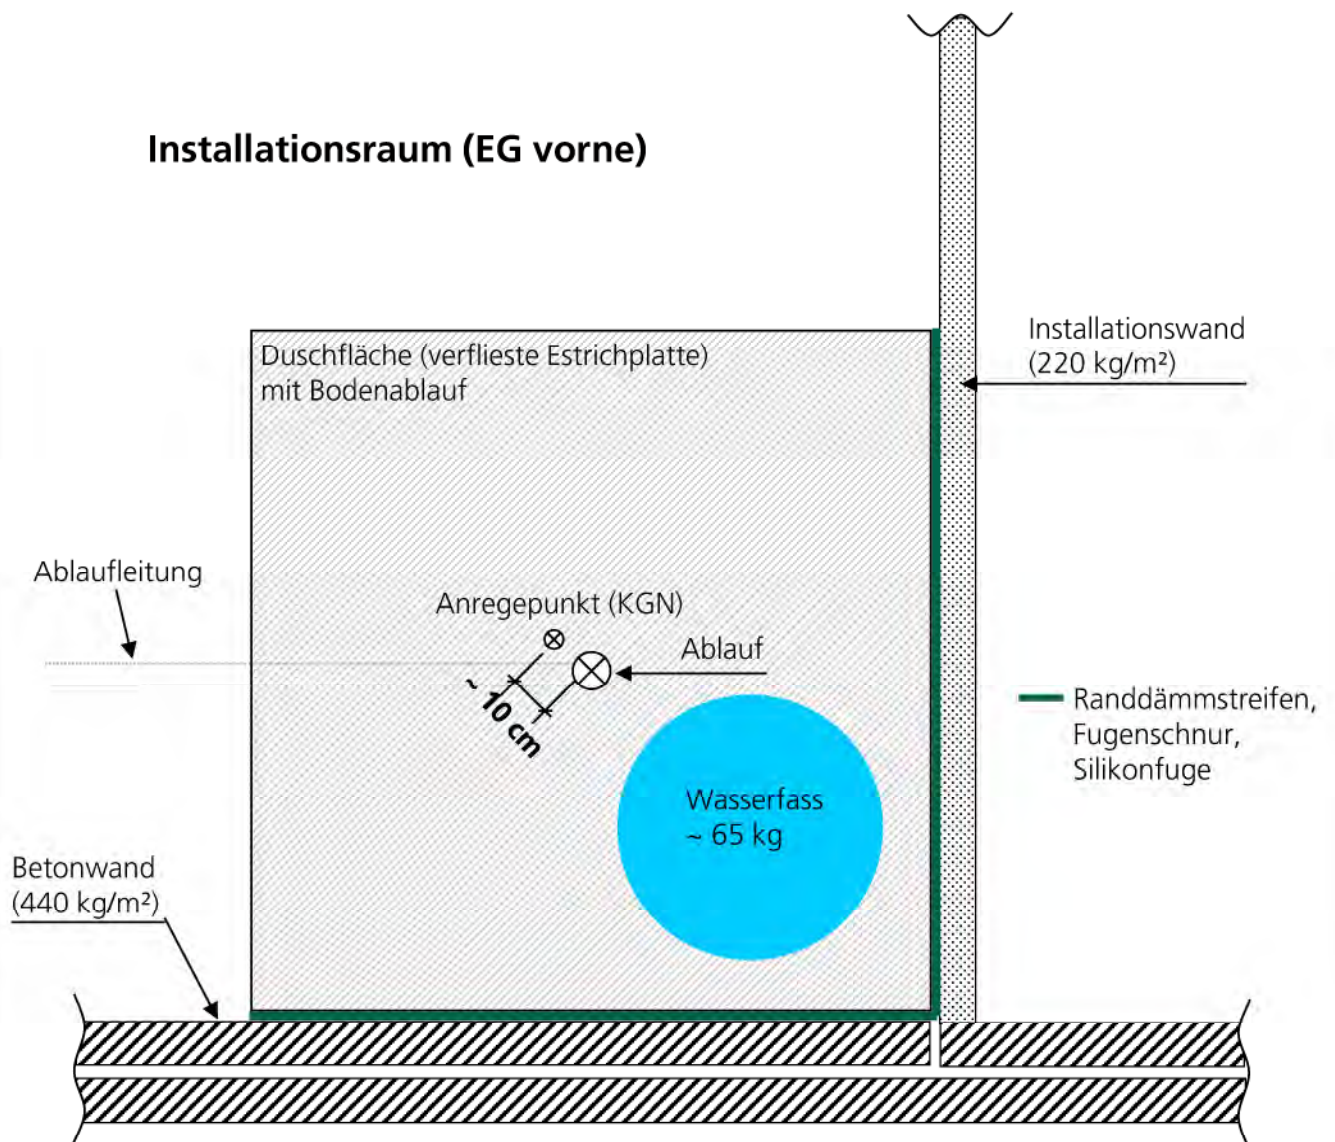 Installationsraum (EG vorne)
Installationswand
(220 kg/m²)
Duschfläche (verflieste Estrichplatte)
mit Bodenablauf
Ablaufleitung
Anregepunkt (KGN)
Ablauf
~ 10 cm
Randdämmstreifen,
Fugenschnur,
Silikonfuge
Wasserfass
~ 65 kg
Betonwand
(440 kg/m²)